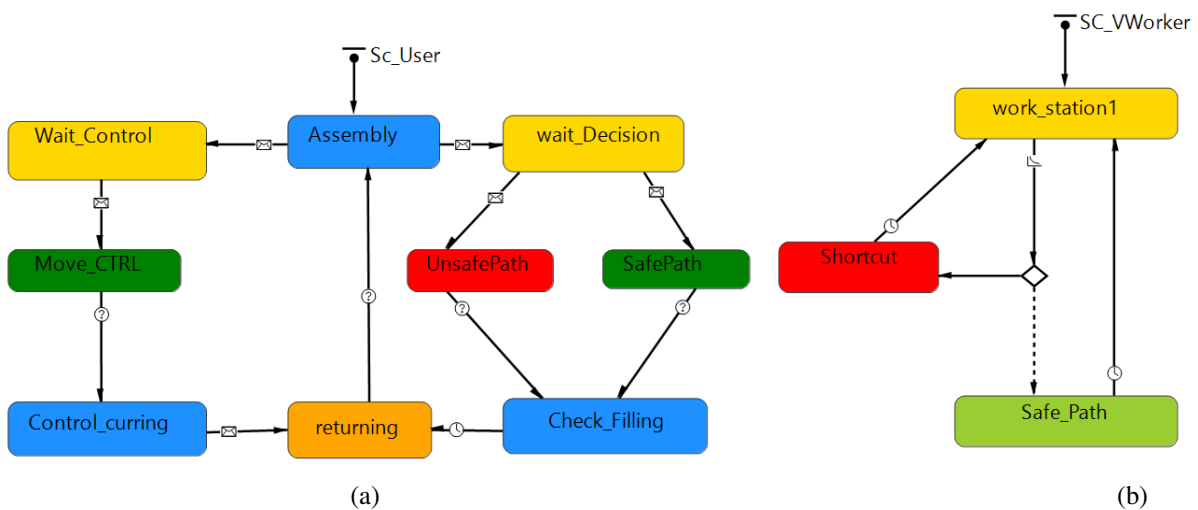 Sc_User
Wait_Control
Assembly
wait_Decision
Move_CTRL
UnsafePath
SafePath
?
?
?
?
Control_curring
returning
Check_Filling
(a)
SC_VWorker
work_station1
Shortcut
Safe_Path
(b)